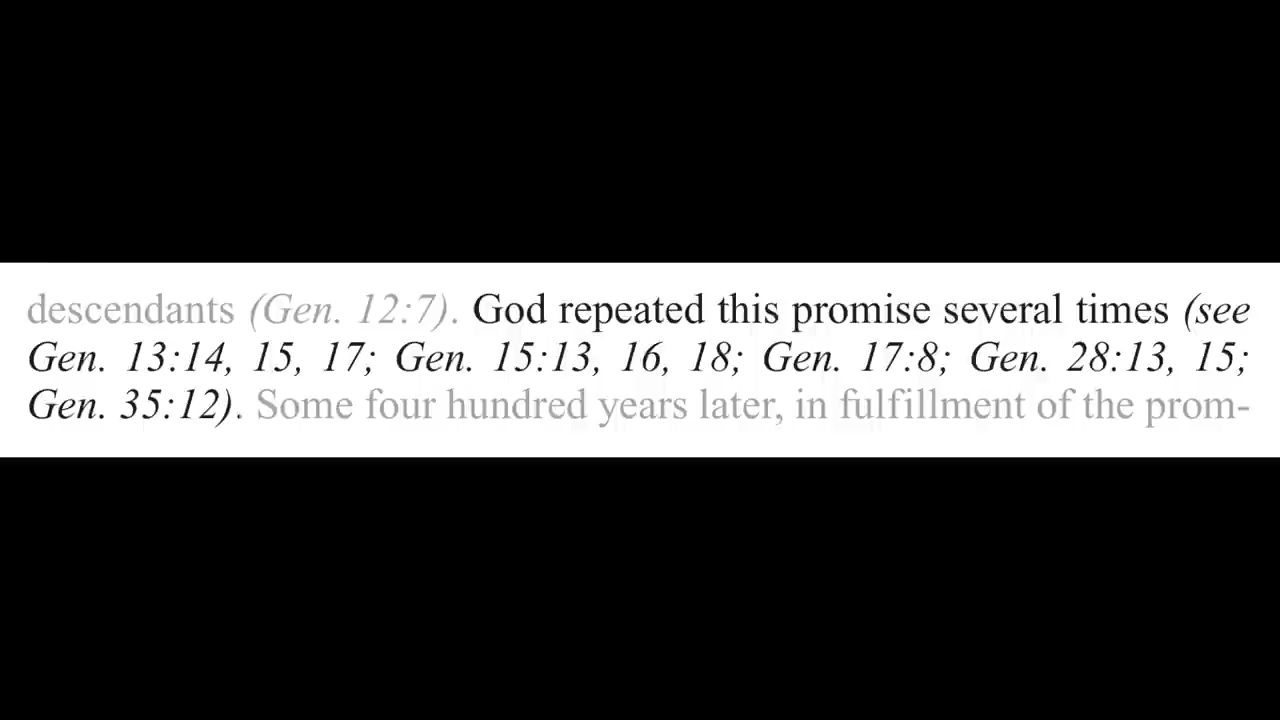 descendants (Gen. 12:7). God repeated this promise several times (see
Gen. 13:14, 15, 17; Gen. 15:13, 16, 18; Gen. 17:8; Gen. 28:13, 15;
Gen. 35:12). Some four hundred years later, in fulfillment of the prom-